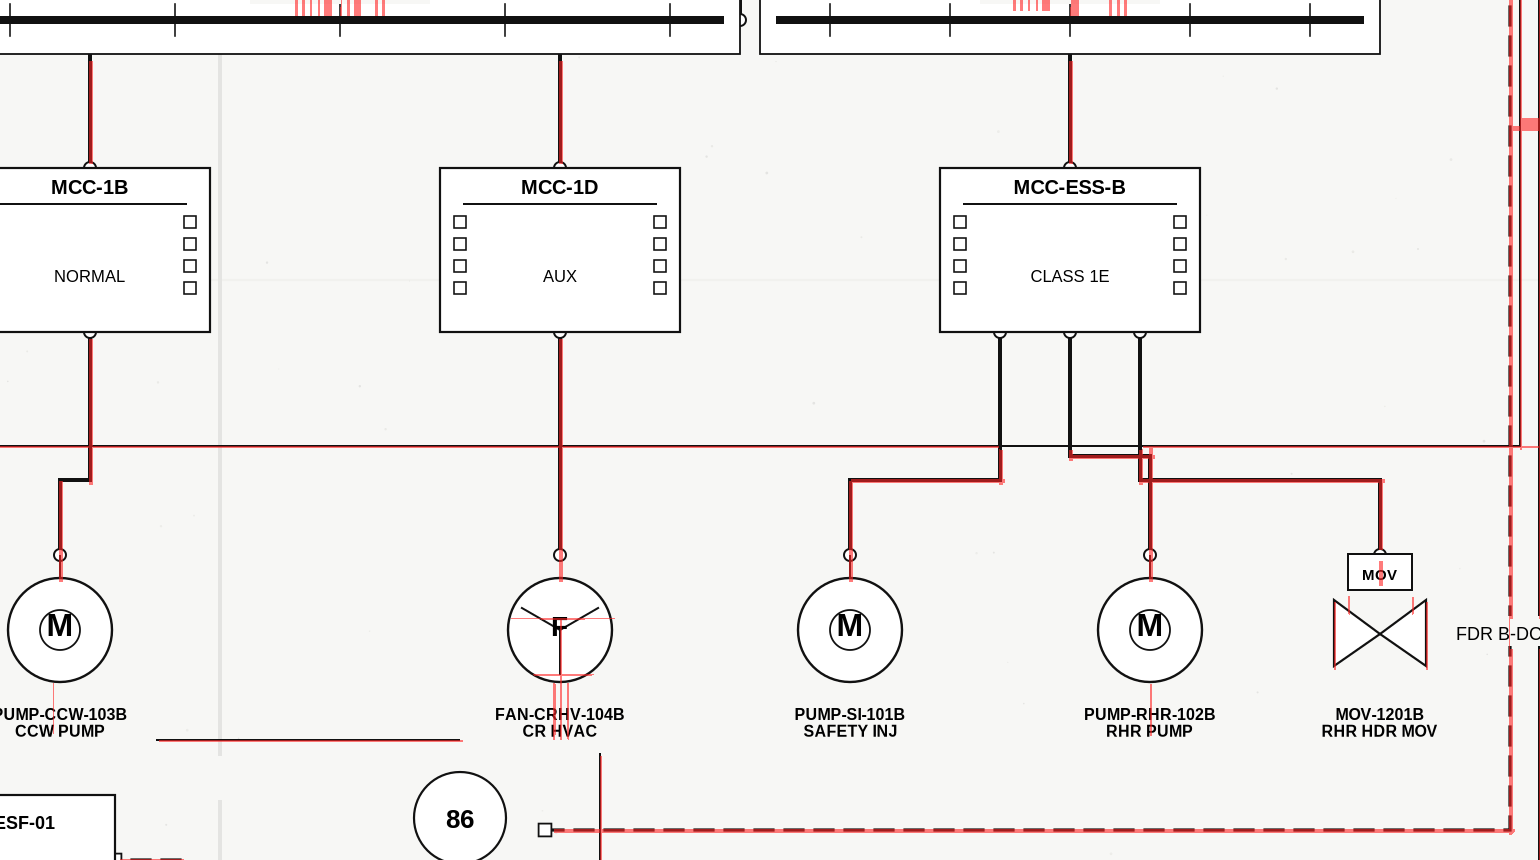 MCC-1B
MCC-1D
MCC-ESS-B
NORMAL
AUX
CLASS 1E
MOV
M
F
M
M
FDR B-DC
PUMP-CCW-103B
CCW PUMP
FAN-CRHV-104B
CR HVAC
PUMP-SI-101B
SAFETY INJ
PUMP-RHR-102B
RHR PUMP
MOV-1201B
RHR HDR MOV
ESF-01
86